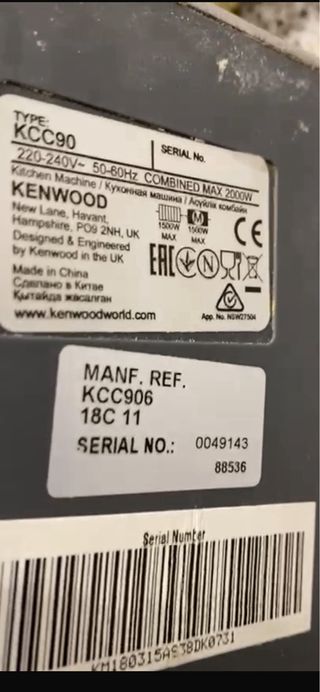 TYPE:
KCC90
SERIAL No.
220-240V~ 50-60Hz COMBINED MAX 2000W
Kitchen Machine / Кухонная машина / Асүйлік комбайн
KENWOOD
New Lane, Havant,
Hampshire, PO9 2NH, UK
Designed & Engineered
by Kenwood in the UK
1500W
MAX
M
1500W
MAX
CE
EAC
N
Made in China
Сделано в Китае
Қытайда жасалған
www.kenwoodworld.com
App. No. NSW27504
MANF. REF.
KCC906
18C 11
SERIAL NO.: 0049143
88536
Serial Number
KM180315A938DK0731